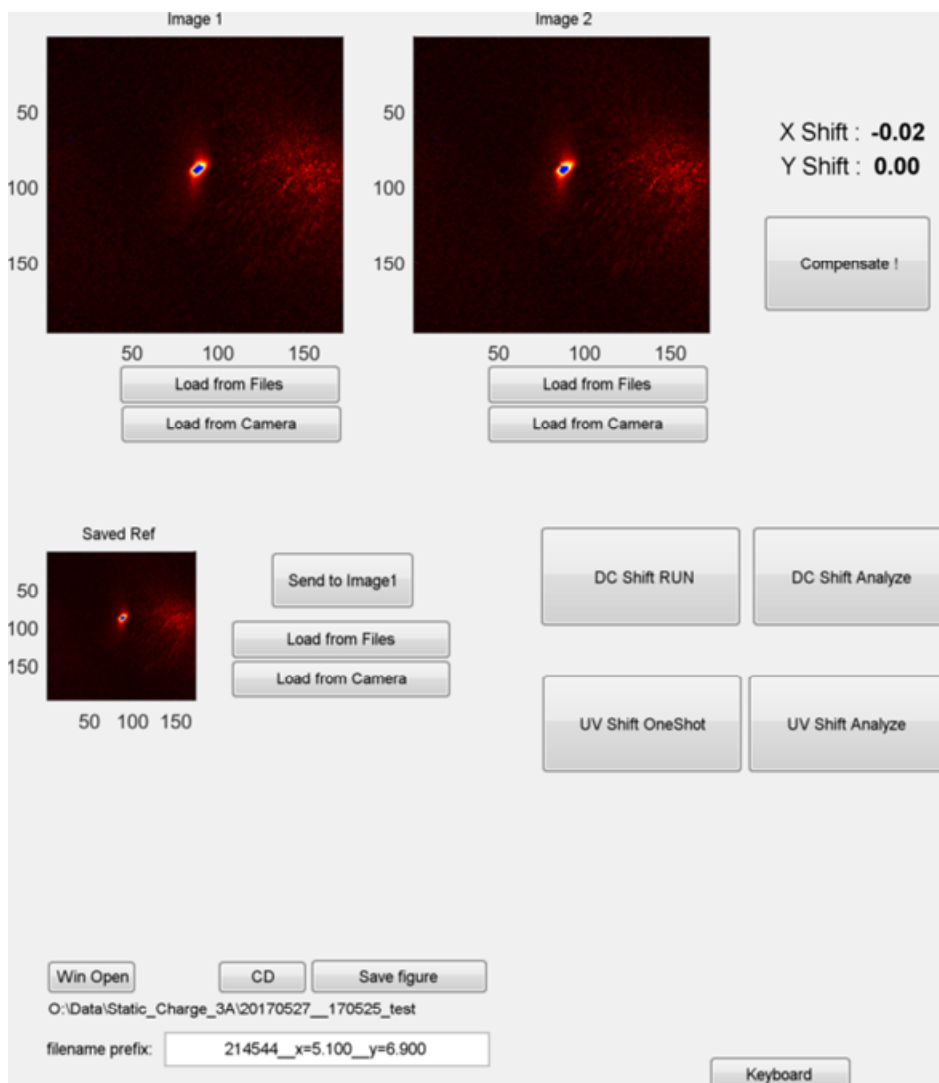 Image 1
Image 2
50
100
150
50 100 150
50
100
150
50 100 150
X Shift : -0.02
Y Shift : 0.00
Compensate !
Load from Files
Load from Camera
Load from Files
Load from Camera
Saved Ref
50
100
150
50 100 150
Send to Image1
Load from Files
Load from Camera
DC Shift RUN
DC Shift Analyze
UV Shift OneShot
UV Shift Analyze
Win Open
CD
Save figure
O:\Data\Static_Charge_3A\20170527__170525_test
filename prefix: 214544__x=5.100__y=6.900
Keyboard